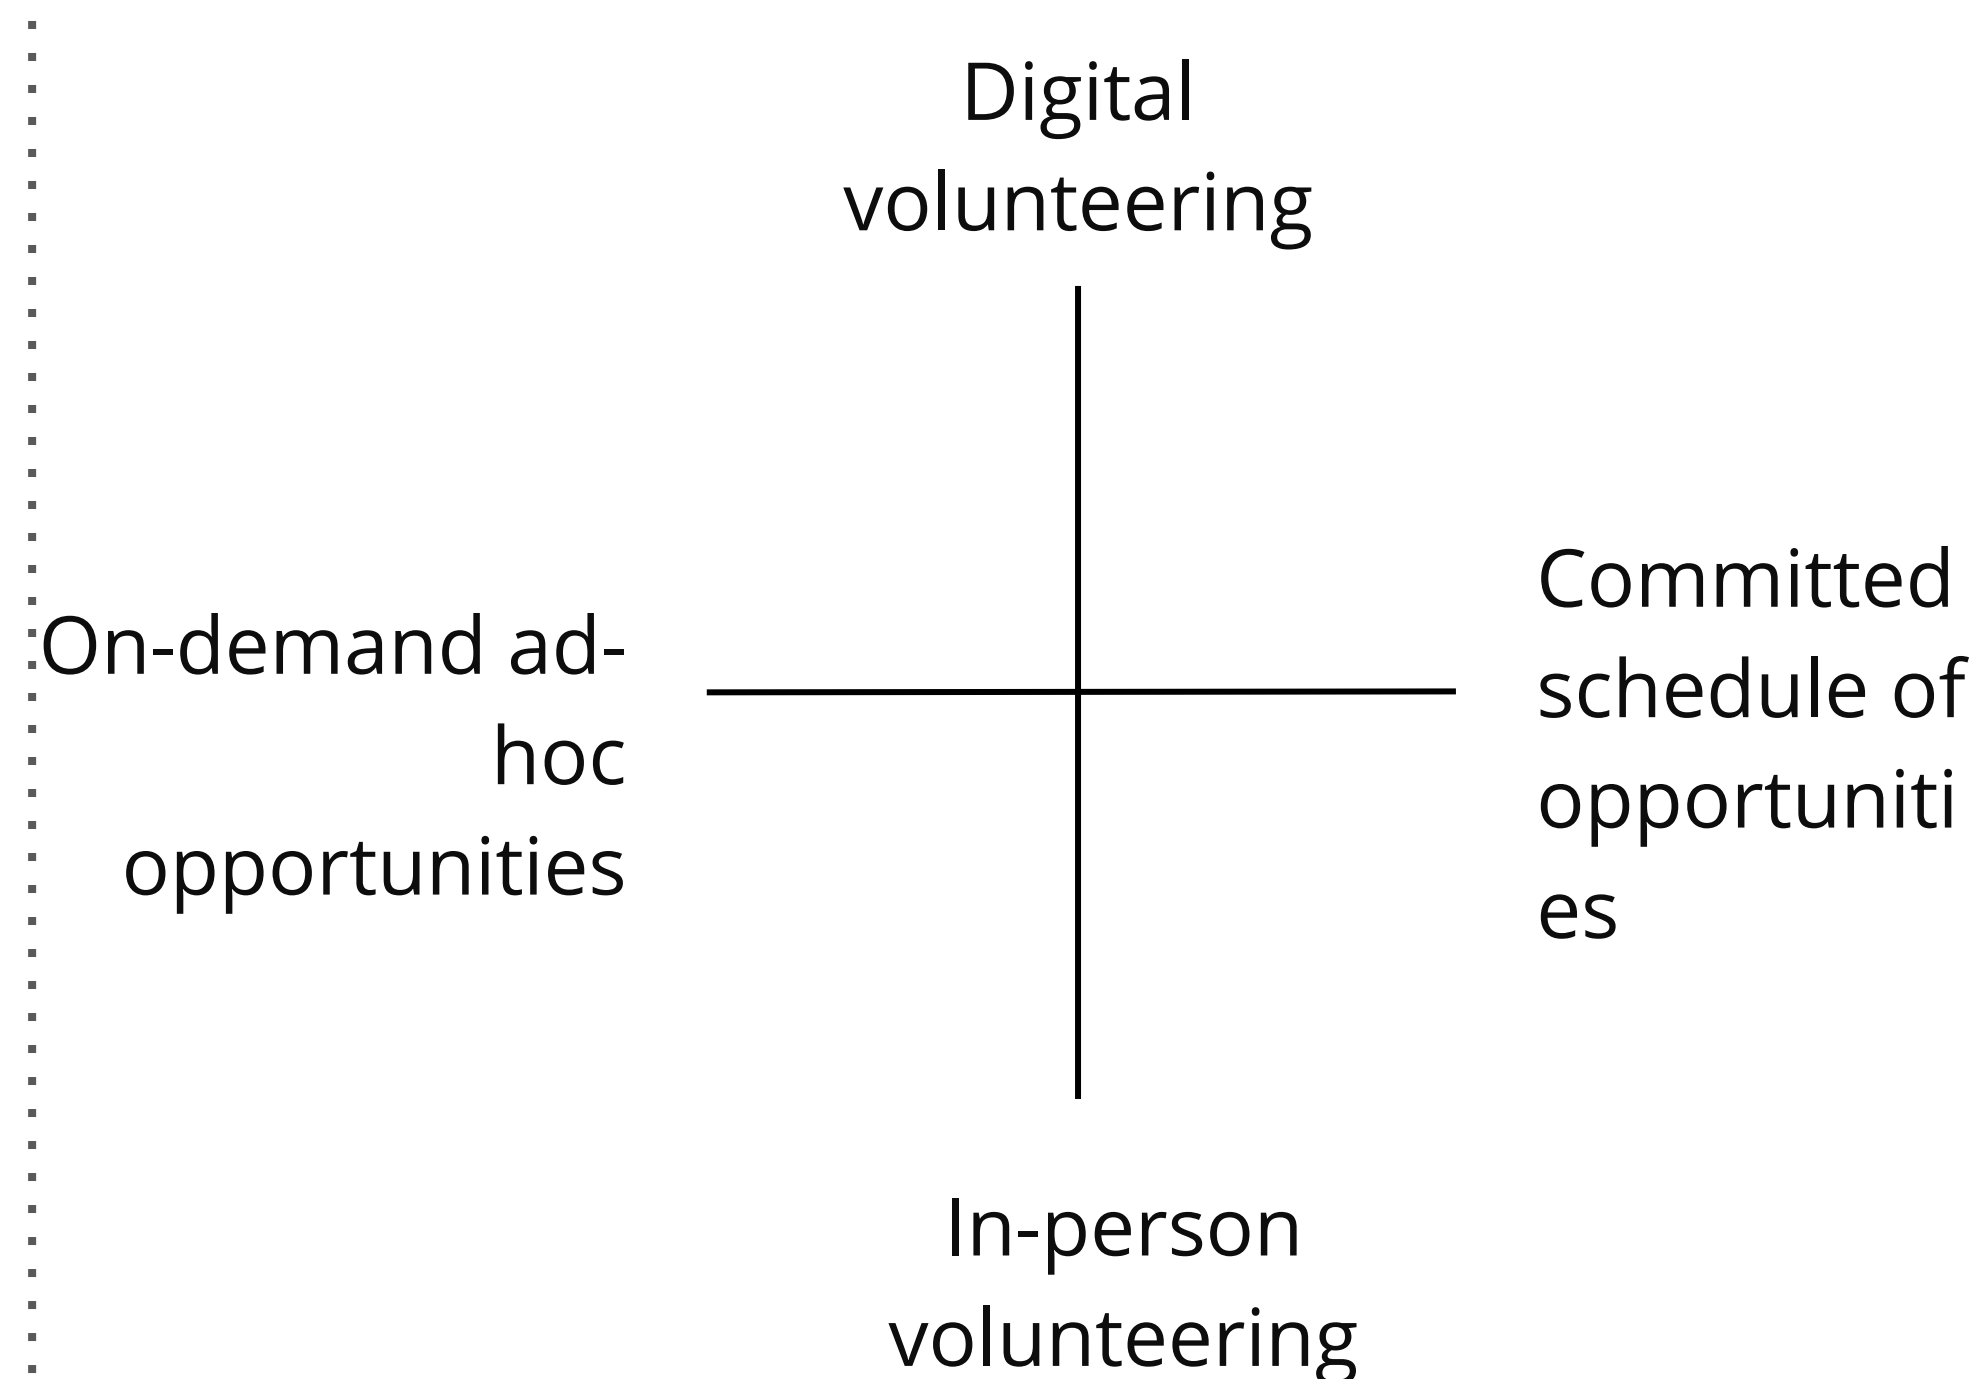 Digital
volunteering
On-demand ad-
hoc
opportunities
Committed
schedule of
opportuniti
es
In-person
volunteering